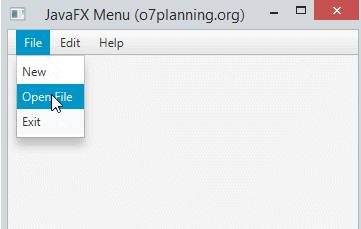 JavaFX Menu (o7planning.org)
File Edit Help
New
Open File
Exit